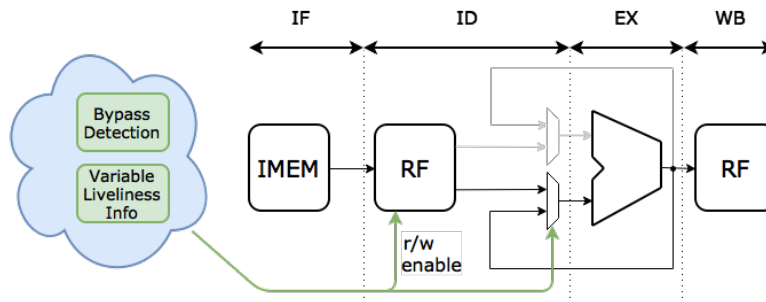 IF
ID
EX
WB
Bypass
Detection
Variable
Liveliness
Info
IMEM
RF
RF
r/w
enable